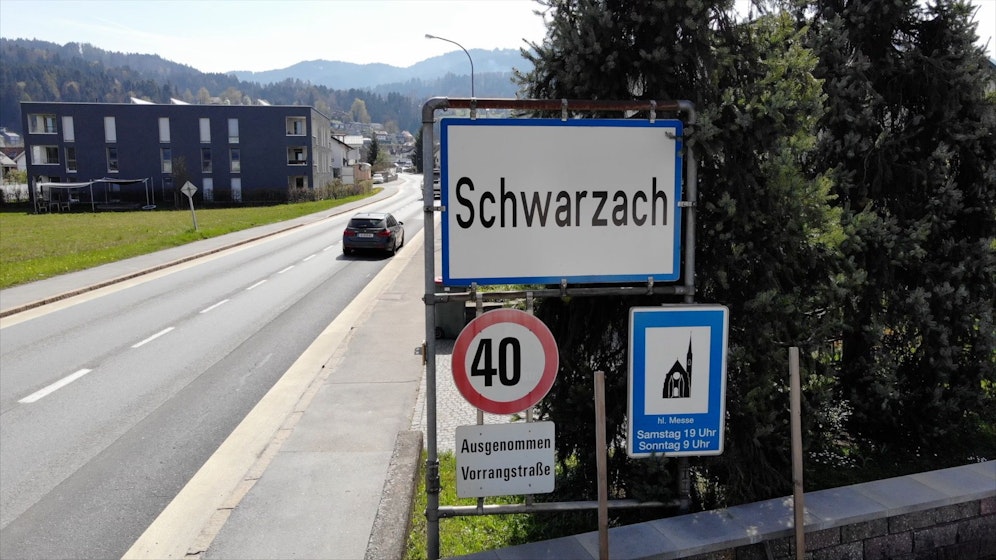 Schwarzach
40
Ausgenommen
Vorrangstraße
hl. Messe
Samstag 19 Uhr
Sonntag 9 Uhr